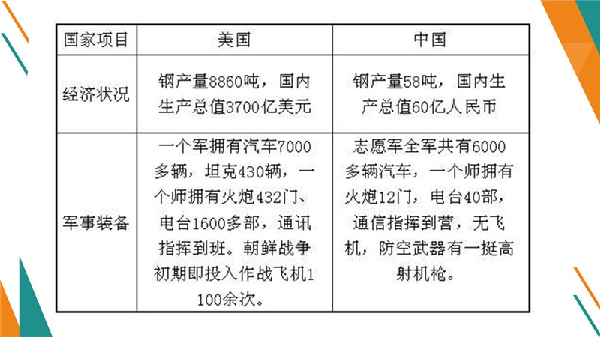 国家项目 美国 中国
经济状况
钢产量8850吨，国内
生产总值3700亿美元
钢产量58吨，国内生
产总值60亿人民币
军事装备
一个军拥有汽车7000
多辆，坦克430辆，一
个师拥有火炮432门、
电台1600多部，通讯
指挥到班。朝鲜战争
初期即投入作战飞机1
100余次。
志愿军全军共有6000
多辆汽车，一个师拥有
火炮12门，电台40部，
通信指挥到营，无飞
机，防空武器有一挺高
射机枪。